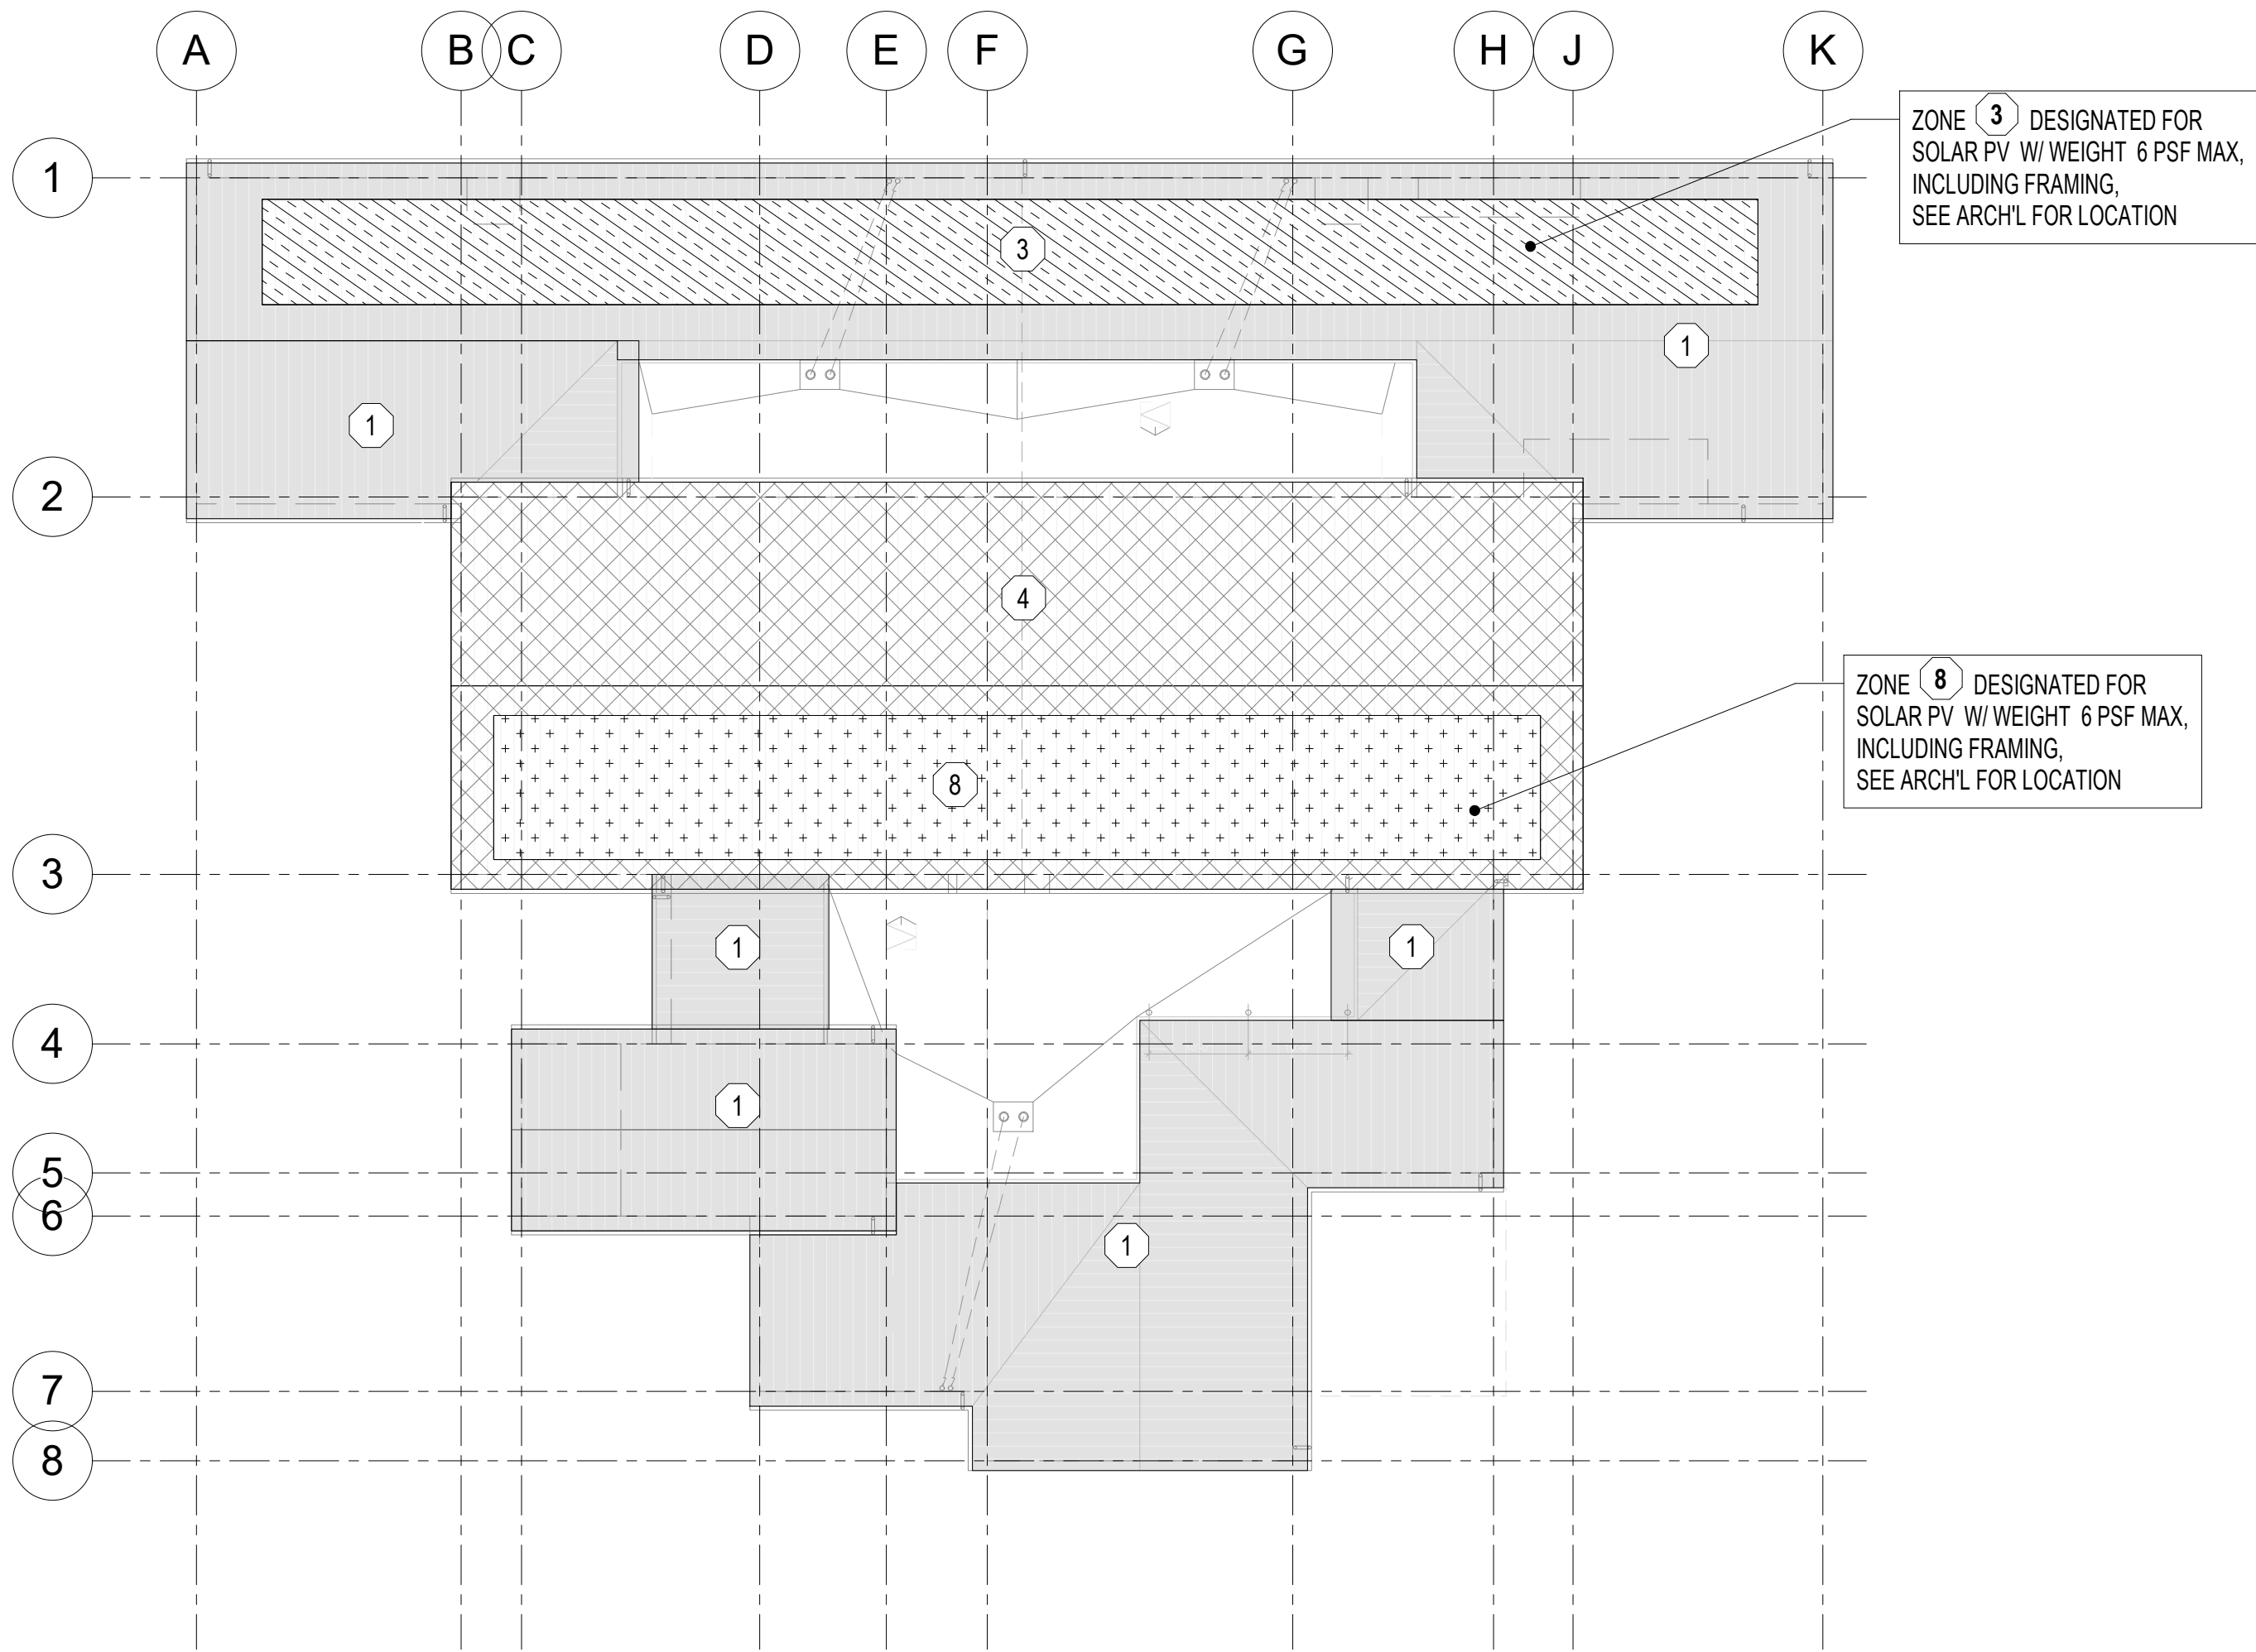 A B C D E F G H J K
ZONE 3 DESIGNATED FOR
SOLAR PV W/ WEIGHT 6 PSF MAX,
INCLUDING FRAMING,
SEE ARCH'L FOR LOCATION
1
3
1
1
2
4
ZONE 8 DESIGNATED FOR
SOLAR PV W/ WEIGHT 6 PSF MAX,
INCLUDING FRAMING,
SEE ARCH'L FOR LOCATION
8
3
1
1
4
1
5
6
1
7
8